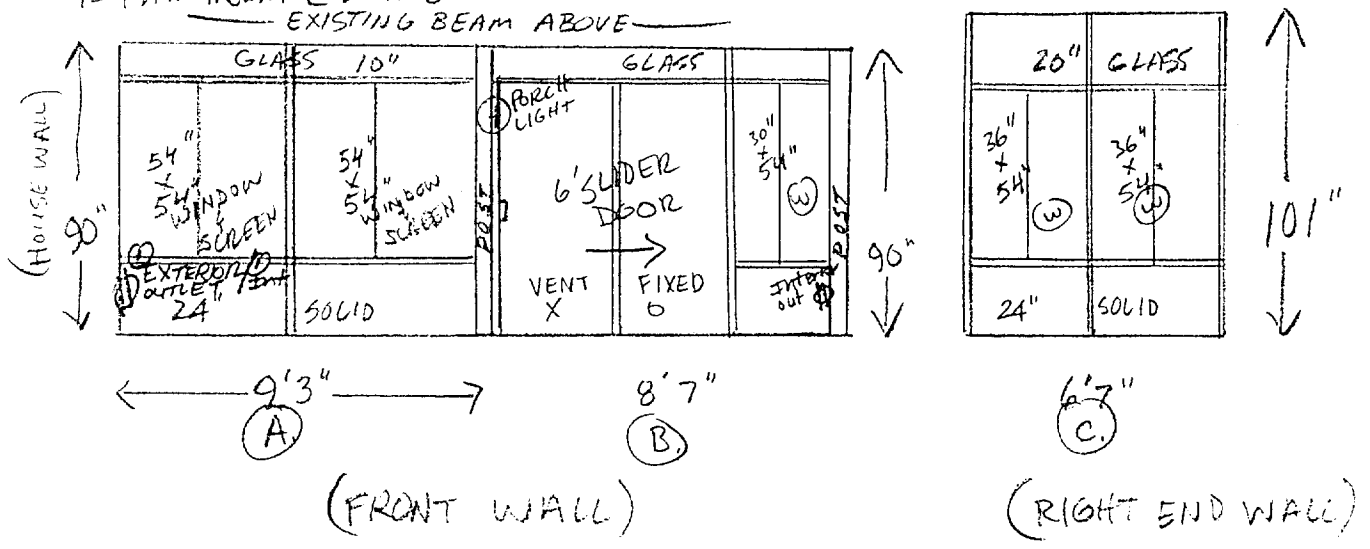 EXISTING BEAM ABOVE
GLASS 10" GLASS
20" GLASS
PORCH
LIGHT
54"
X
54"
WINDOW
&
SCREEN
54"
X
54"
WINDOW
&
SCREEN
POST
6' SLIDER
DOOR
30"
X
54"
W
POST
36"
X
54"
W
36"
X
54"
W
(HOUSE WALL)
90"
90"
101"
EXTERIOR
OUTLET
Int
24" SOLID
VENT FIXED
X O
out
24" SOLID
9'3" 8'7" 6'7"
A. B. C.
(FRONT WALL) (RIGHT END WALL)